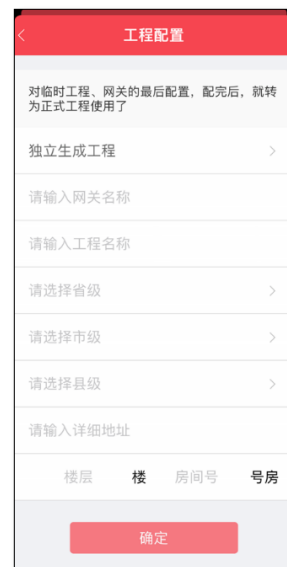 工程配置
对临时工程、网关的最后配置，配完后，就转
为正式工程使用了
独立生成工程
请输入网关名称
请输入工程名称
请选择省级
请选择市级
请选择县级
请输入详细地址
楼层 楼 房间号 号房
确定